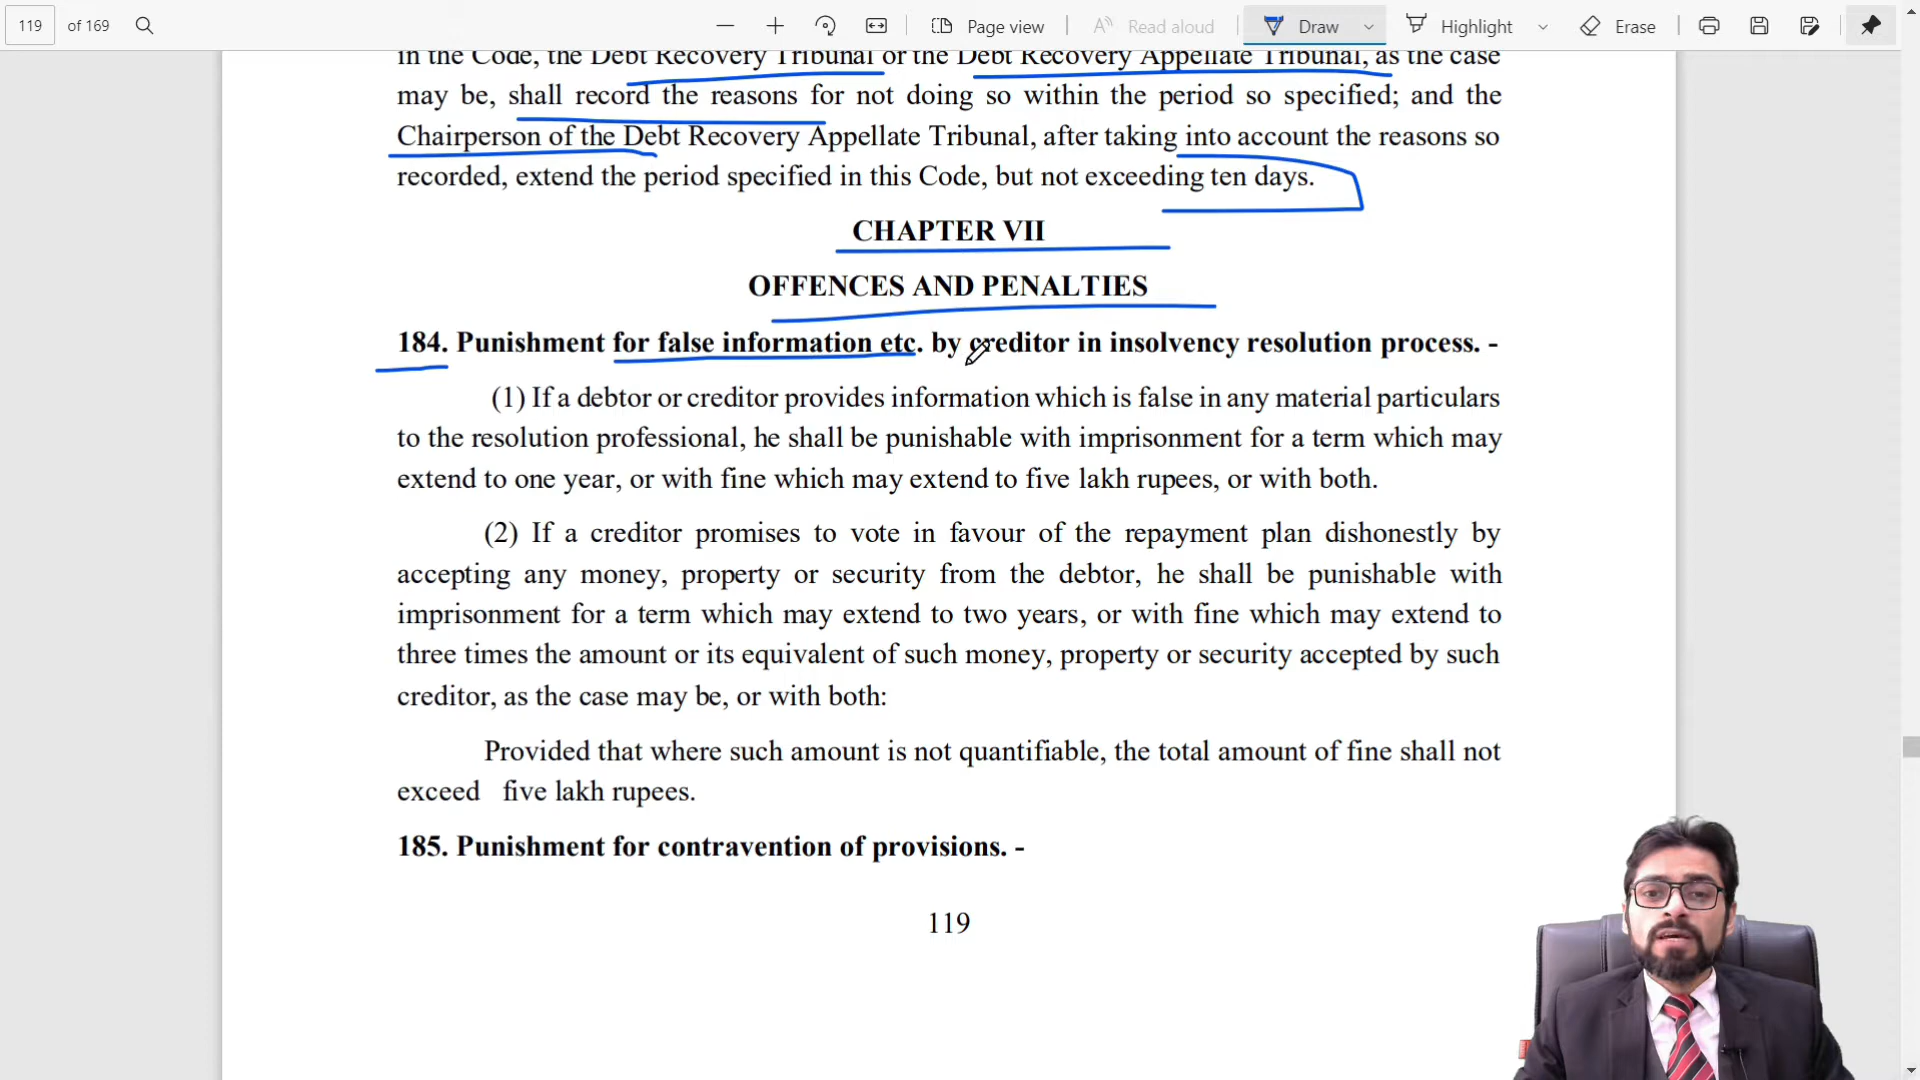 119 of 169 Page view Read aloud Draw Highlight Erase
in the Code, the Debt Recovery Tribunal or the Debt Recovery Appellate Tribunal, as the case
may be, shall record the reasons for not doing so within the period so specified; and the
Chairperson of the Debt Recovery Appellate Tribunal, after taking into account the reasons so
recorded, extend the period specified in this Code, but not exceeding ten days.
CHAPTER VII
OFFENCES AND PENALTIES
184. Punishment for false information etc. by creditor in insolvency resolution process. -
(1) If a debtor or creditor provides information which is false in any material particulars
to the resolution professional, he shall be punishable with imprisonment for a term which may
extend to one year, or with fine which may extend to five lakh rupees, or with both.
(2) If a creditor promises to vote in favour of the repayment plan dishonestly by
accepting any money, property or security from the debtor, he shall be punishable with
imprisonment for a term which may extend to two years, or with fine which may extend to
three times the amount or its equivalent of such money, property or security accepted by such
creditor, as the case may be, or with both:
Provided that where such amount is not quantifiable, the total amount of fine shall not
exceed five lakh rupees.
185. Punishment for contravention of provisions. -
119